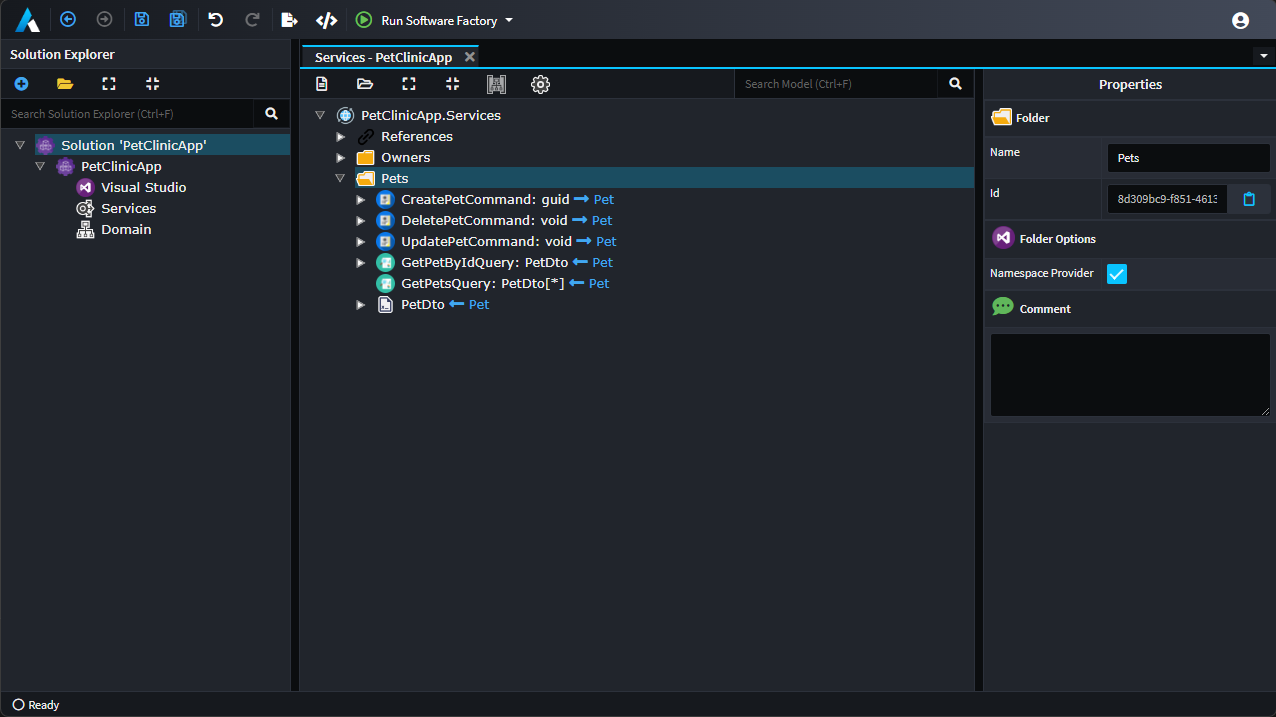 Run Software Factory
Solution Explorer
Search Solution Explorer (Ctrl+F)
Solution 'PetClinicApp'
PetClinicApp
Visual Studio
Services
Domain
Services - PetClinicApp
Search Model (Ctrl+F)
PetClinicApp.Services
References
Owners
Pets
CreatePetCommand: guid Pet
DeletePetCommand: void Pet
UpdatePetCommand: void Pet
GetPetByIdQuery: PetDto Pet
GetPetsQuery: PetDto[*] Pet
PetDto Pet
Properties
Folder
Name Pets
Id 8d309bc9-f851-4613
Folder Options
Namespace Provider
Comment
Ready